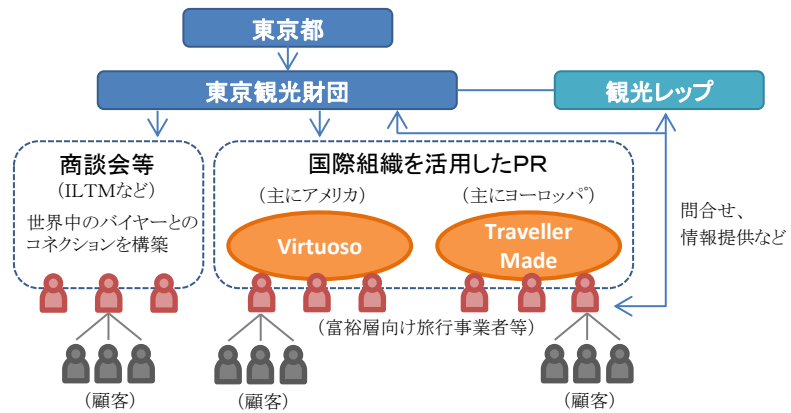 東京都
東京観光財団
観光レップ
商談会等
（ILTMなど）
世界中のバイヤーとの
コネクションを構築
国際組織を活用したＰＲ
（主にアメリカ）
（主にヨーロッパ）
Virtuoso
Traveller
Made
問合せ、
情報提供など
（富裕層向け旅行事業者等）
（顧客）
（顧客）
（顧客）